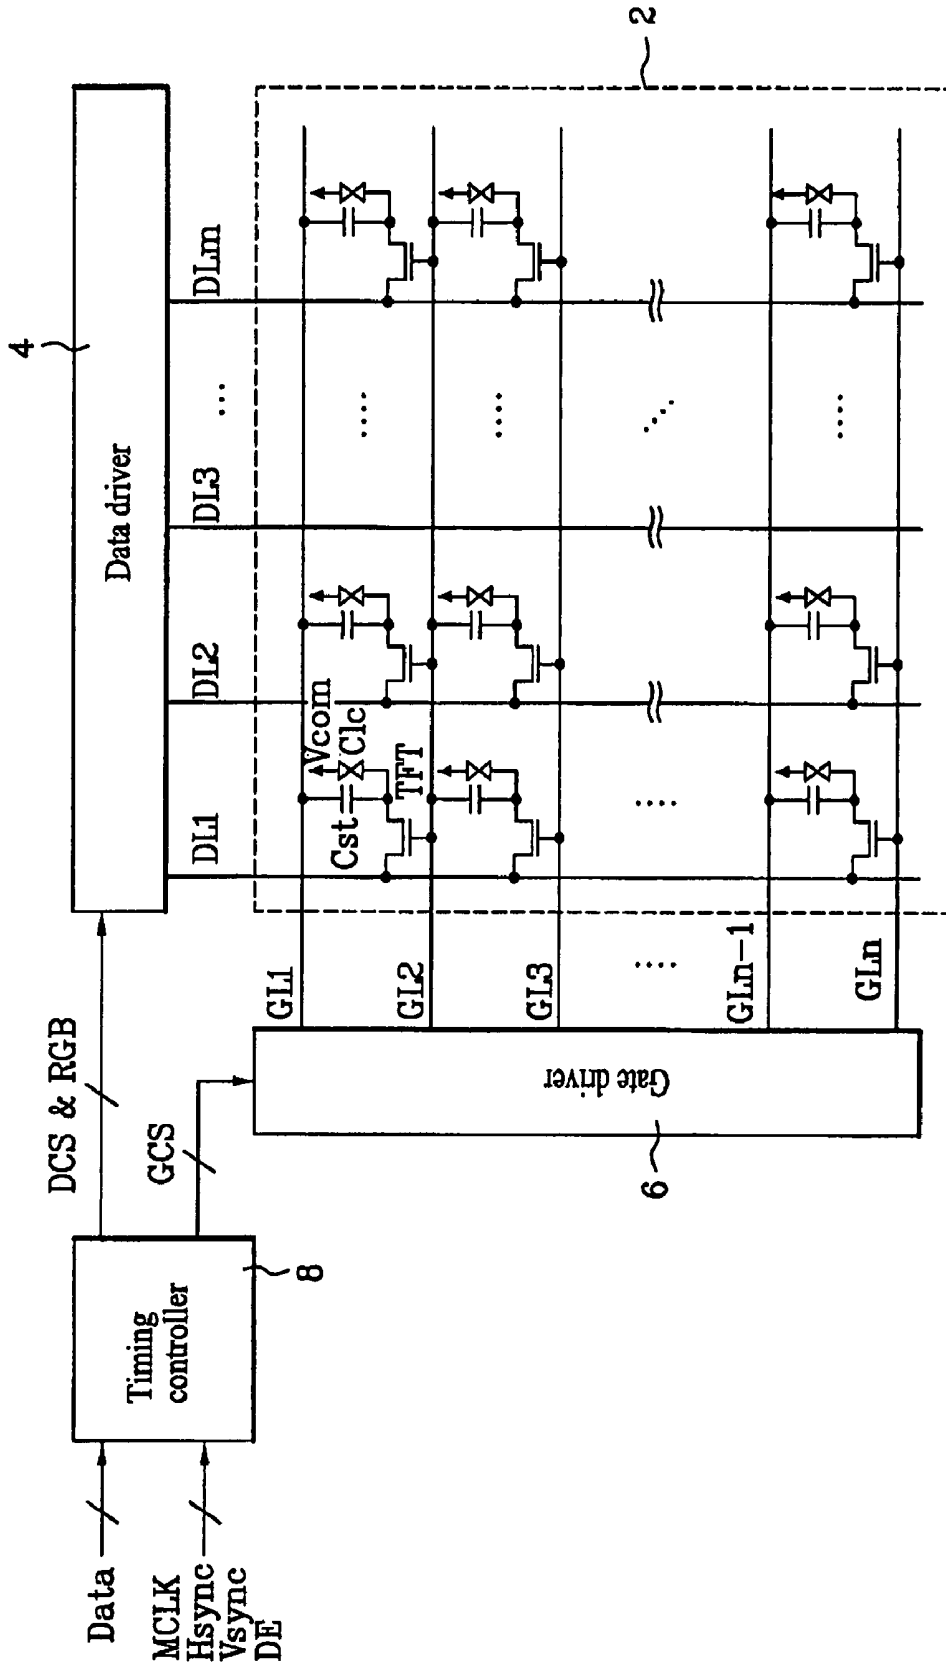 Data
MCLK
Hsync
Vsync
DE
Timing
controller
8
DCS & RGB
GCS
4
Data driver
Gate driver
6
2
DL1
DL2
DL3
...
DLm
GL1
GL2
GL3
....
GLn-1
GLn
Vcom
Clc
Cst
TFT